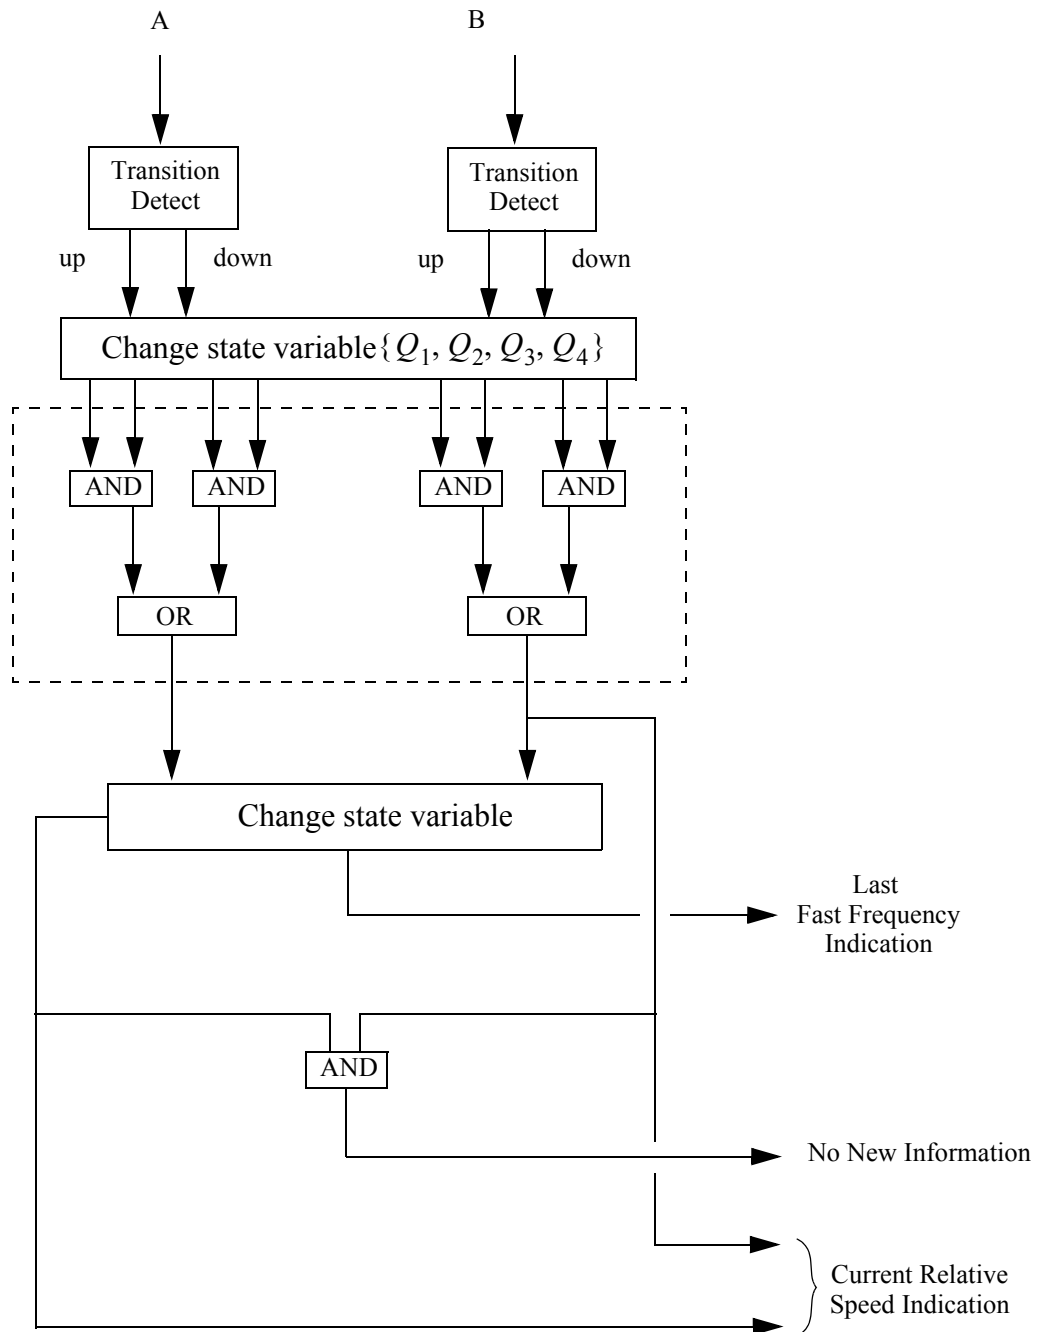 A
B
Transition
Detect
Transition
Detect
up
down
up
down
Change state variable{Q1, Q2, Q3, Q4}
AND
AND
AND
AND
OR
OR
Change state variable
Last
Fast Frequency
Indication
AND
No New Information
Current Relative
Speed Indication